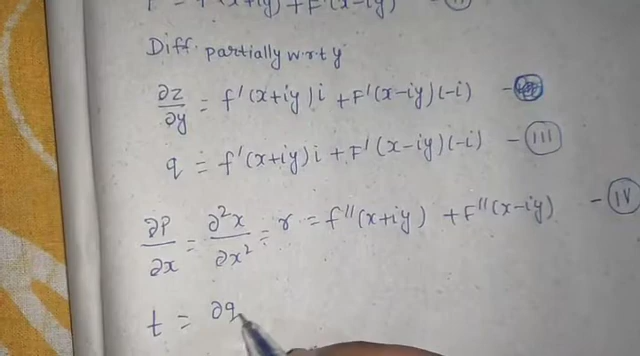 Diff. partially w.r.t y
∂z/∂y = f'(x+iy)i + F'(x-iy)(-i) -
q = f'(x+iy)i + F'(x-iy)(-i) - III
∂P/∂x = ∂²x/∂x² = r = f''(x+iy) + F''(x-iy) - IV
t = ∂q